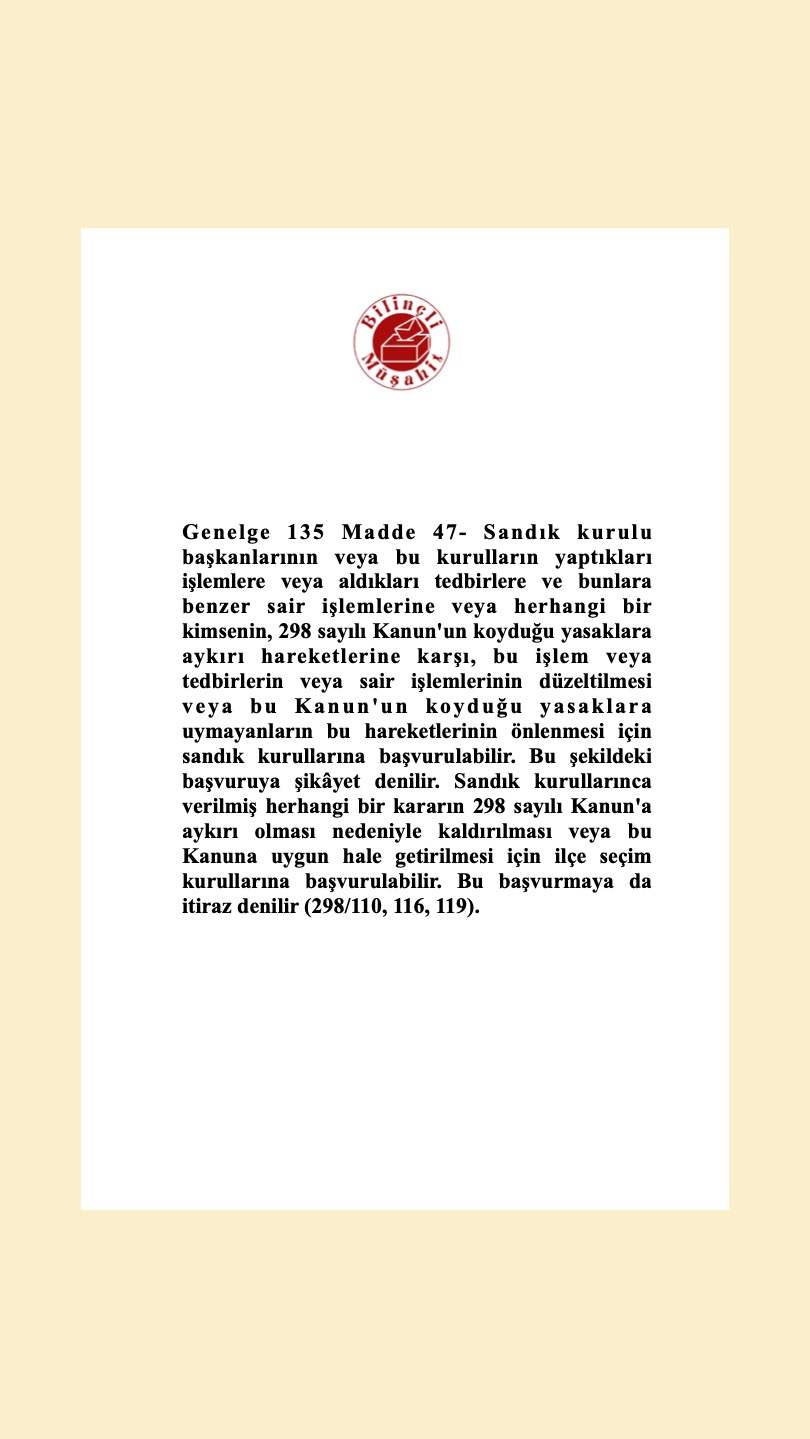 Bilinçli
Müşahit
Genelge 135 Madde 47- Sandık kurulu
başkanlarının veya bu kurulların yaptıkları
işlemlere veya aldıkları tedbirlere ve bunlara
benzer sair işlemlerine veya herhangi bir
kimsenin, 298 sayılı Kanun'un koyduğu yasaklara
aykırı hareketlerine karşı, bu işlem veya
tedbirlerin veya sair işlemlerinin düzeltilmesi
veya bu Kanun'un koyduğu yasaklara
uymayanların bu hareketlerinin önlenmesi için
sandık kurullarına başvurulabilir. Bu şekildeki
başvuruya şikâyet denilir. Sandık kurullarınca
verilmiş herhangi bir kararın 298 sayılı Kanun'a
aykırı olması nedeniyle kaldırılması veya bu
Kanuna uygun hale getirilmesi için ilçe seçim
kurullarına başvurulabilir. Bu başvurmaya da
itiraz denilir (298/110, 116, 119).